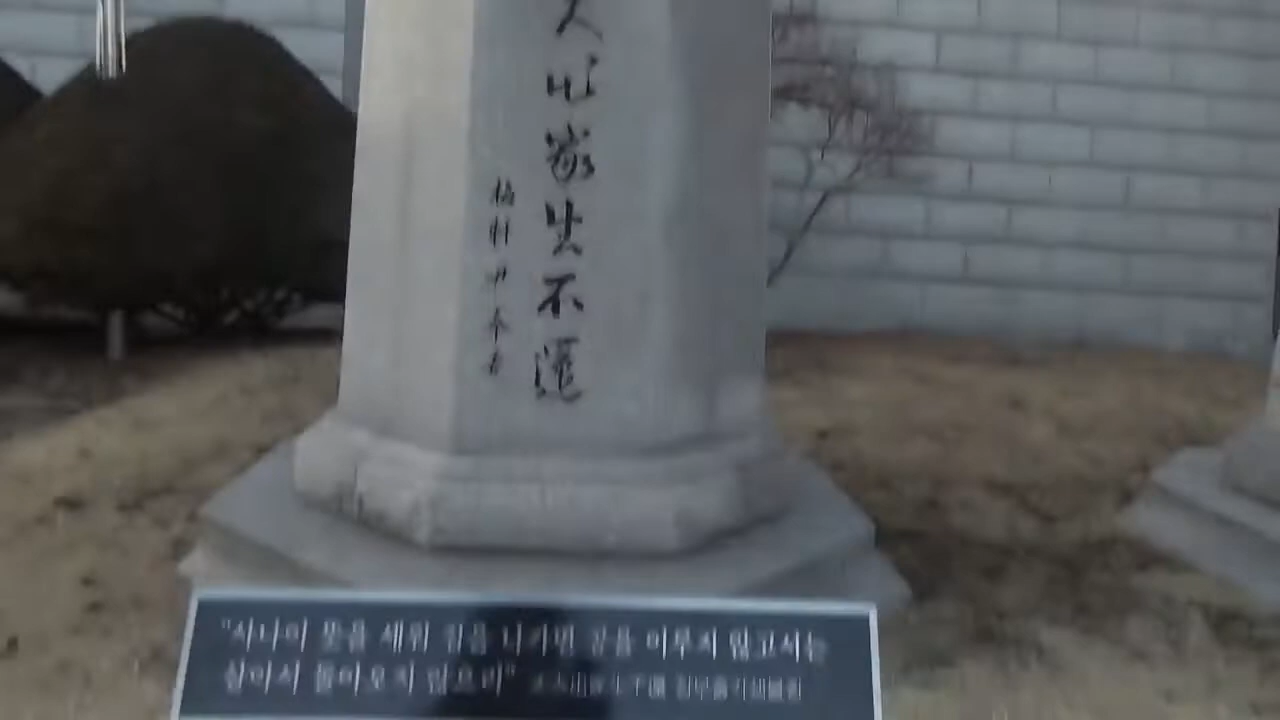 丈出家生不還
梅軒 尹奉吉
"사나이 뜻을 세워 집을 나가면 공을 이루지 않고서는
살아서 돌아오지 않으리"